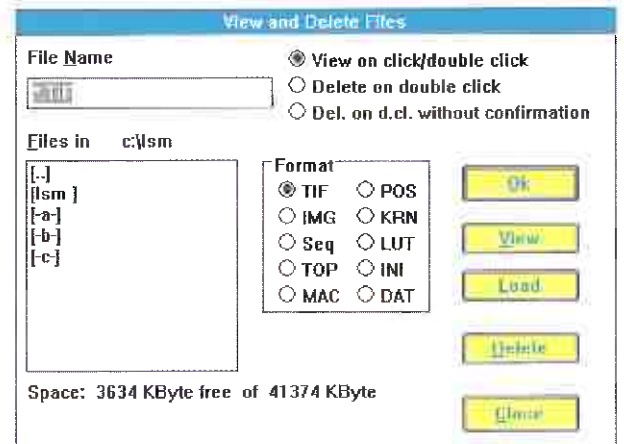 View and Delete Files
File Name
View on click/double click
Delete on double click
Del. on d.cl. without confirmation
Files in c:\lsm
[..]
[lsm ]
[-a-]
[-b-]
[-c-]
Format
TIF POS
IMG KRN
Seq LUT
TOP INI
MAC DAT
Ok
View
Load
Delete
Close
Space: 3634 KByte free of 41374 KByte